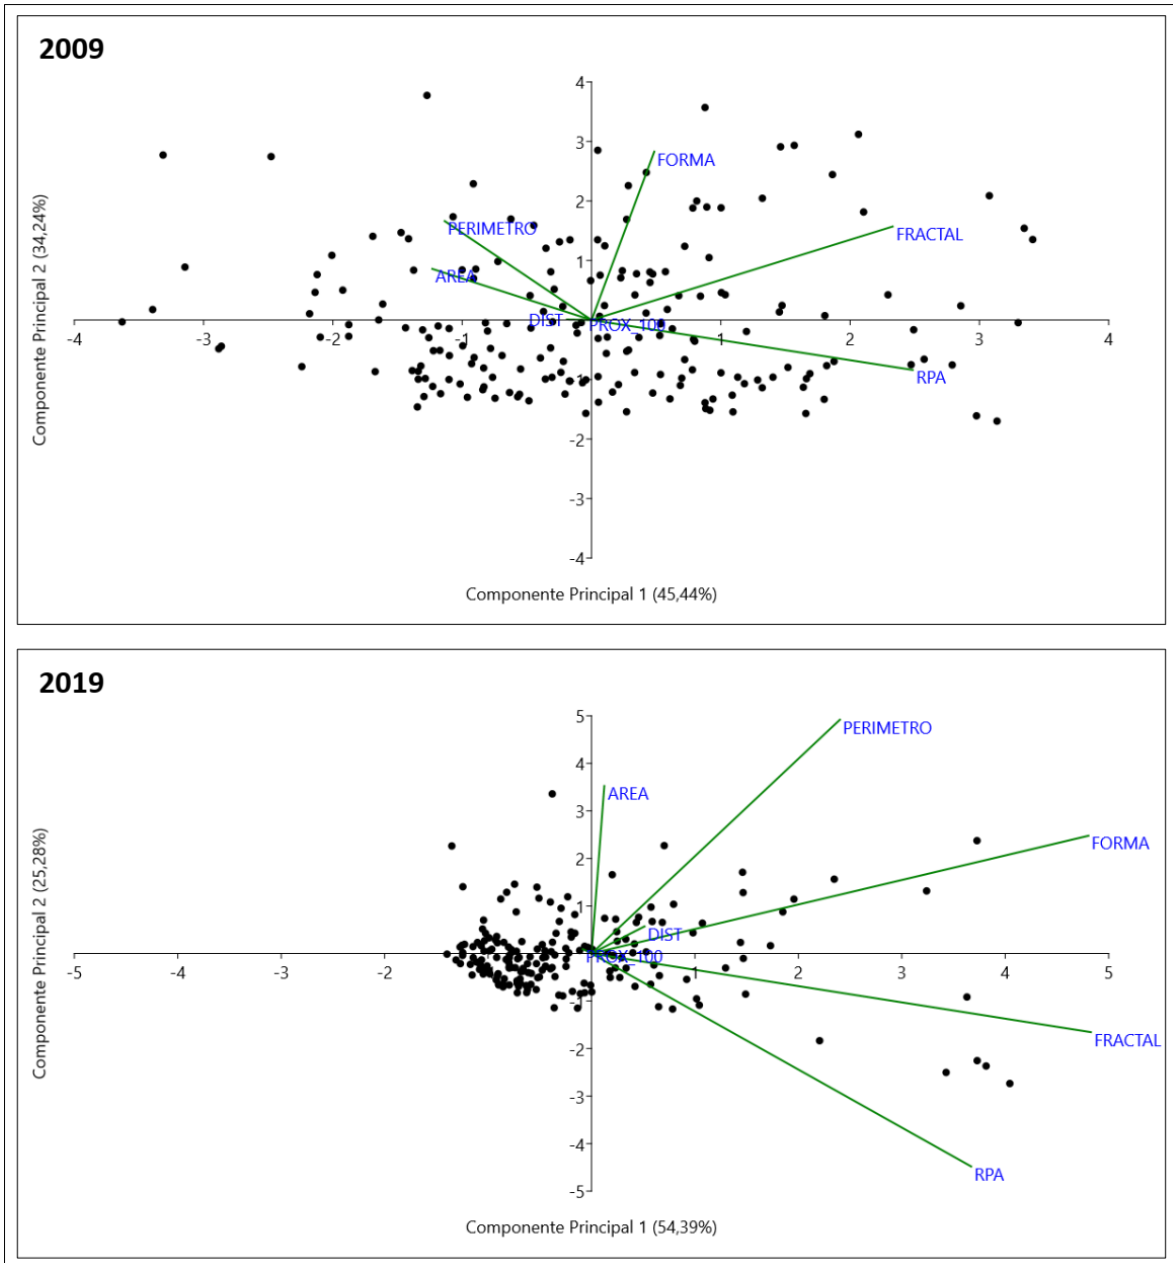 2009
4
3
2
1
-1
-2
-3
-4
-4
-3
-2
-1
1
2
3
4
FORMA
PERIMETRO
FRACTAL
AREA
DIST
PROX_100
RPA
Componente Principal 2 (34,24%)
Componente Principal 1 (45,44%)
2019
5
4
3
2
1
-1
-2
-3
-4
-5
-5
-4
-3
-2
1
2
3
4
5
PERIMETRO
AREA
FORMA
DIST
PROX_100
FRACTAL
RPA
Componente Principal 2 (25,28%)
Componente Principal 1 (54,39%)